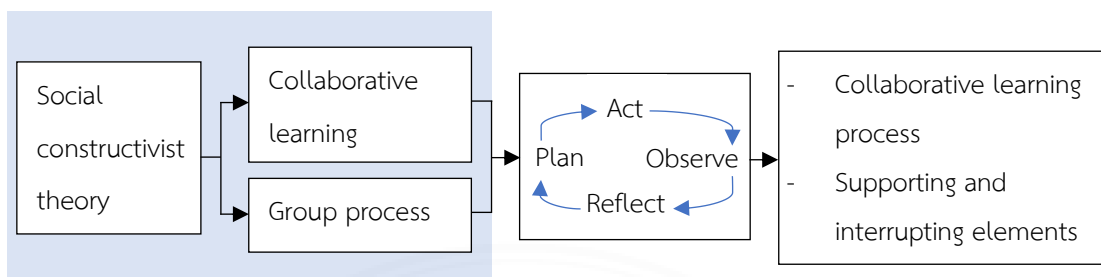 Social
constructivist
theory
Collaborative
learning
Group process
Act
Plan
Observe
Reflect
- Collaborative learning
process
- Supporting and
interrupting elements